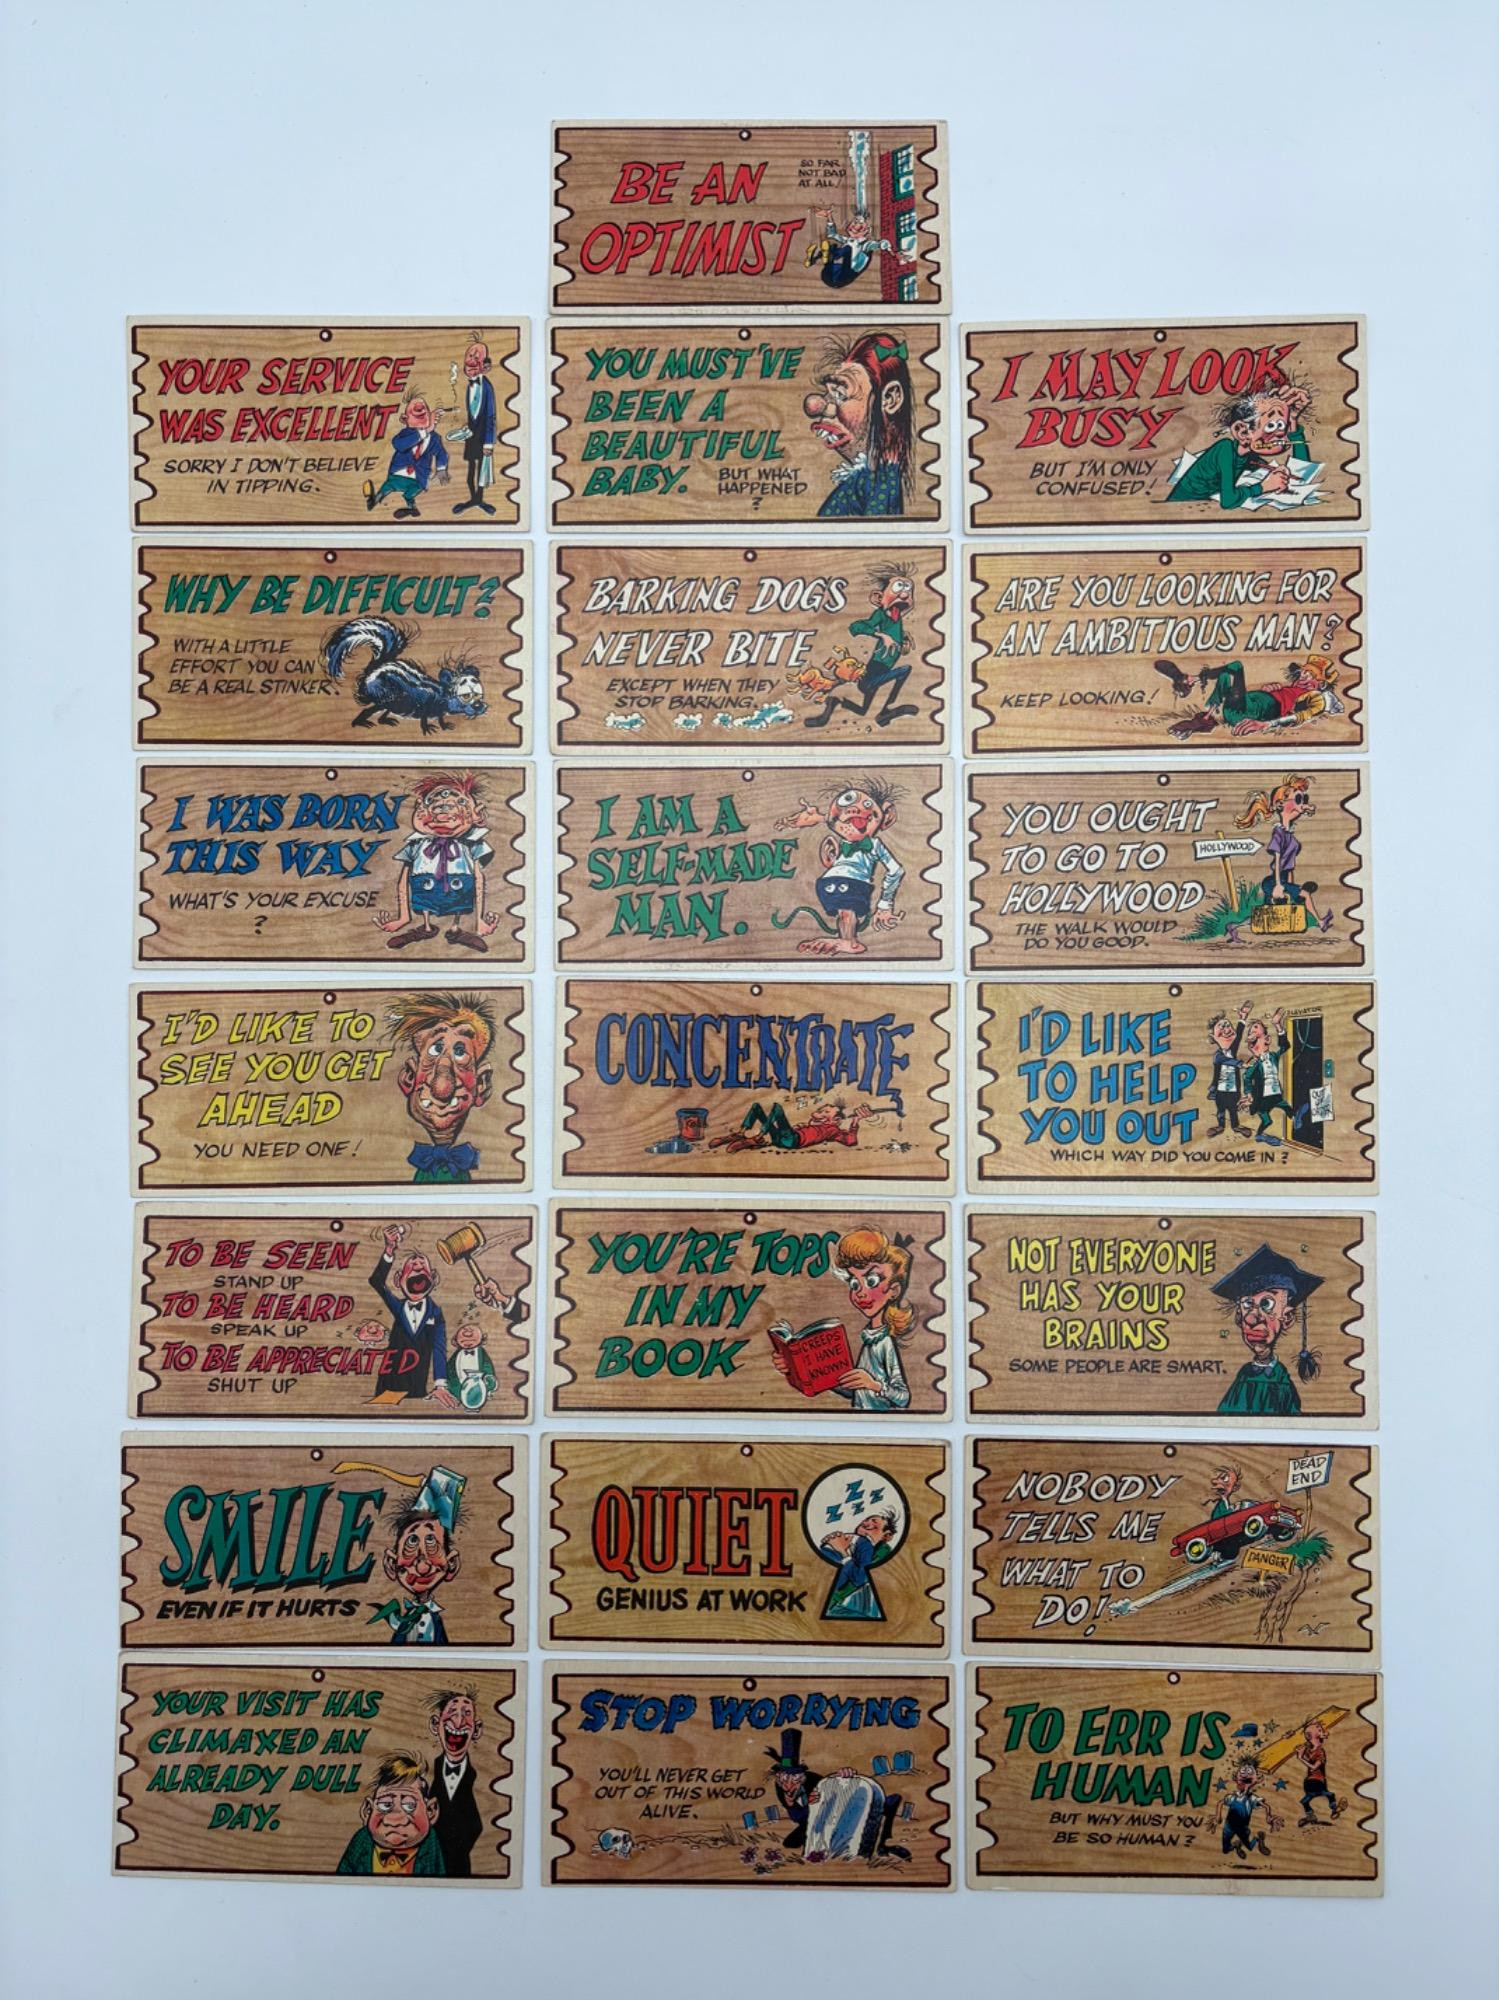 BE AN
OPTIMIST
SO FAR
NOT BAD
AT ALL!
YOUR SERVICE
WAS EXCELLENT
SORRY I DON'T BELIEVE
IN TIPPING.
YOU MUST'VE
BEEN A
BEAUTIFUL
BABY.
BUT WHAT
HAPPENED
?
I MAY LOOK
BUSY
BUT I'M ONLY
CONFUSED!
WHY BE DIFFICULT?
WITH A LITTLE
EFFORT YOU CAN
BE A REAL STINKER.
BARKING DOGS
NEVER BITE
EXCEPT WHEN THEY
STOP BARKING.
ARE YOU LOOKING FOR
AN AMBITIOUS MAN?
KEEP LOOKING!
I WAS BORN
THIS WAY
WHAT'S YOUR EXCUSE
?
I AM A
SELF-MADE
MAN.
YOU OUGHT
TO GO TO
HOLLYWOOD
THE WALK WOULD
DO YOU GOOD.
HOLLYWOOD
I'D LIKE TO
SEE YOU GET
AHEAD
YOU NEED ONE!
CONCENTRATE
Z Z Z
I'D LIKE
TO HELP
YOU OUT
WHICH WAY DID YOU COME IN?
ELEVATOR
OUT
OF
ORDER
TO BE SEEN
STAND UP
TO BE HEARD
SPEAK UP
TO BE APPRECIATED
SHUT UP
YOU'RE TOPS
IN MY
BOOK
CREEPS
I HAVE
KNOWN
NOT EVERYONE
HAS YOUR
BRAINS
SOME PEOPLE ARE SMART.
SMILE
EVEN IF IT HURTS
QUIET
GENIUS AT WORK
Z Z Z Z Z
NOBODY
TELLS ME
WHAT TO
DO!
DEAD
END
DANGER
YOUR VISIT HAS
CLIMAXED AN
ALREADY DULL
DAY.
STOP WORRYING
YOU'LL NEVER GET
OUT OF THIS WORLD
ALIVE.
TO ERR IS
HUMAN
BUT WHY MUST YOU
BE SO HUMAN?